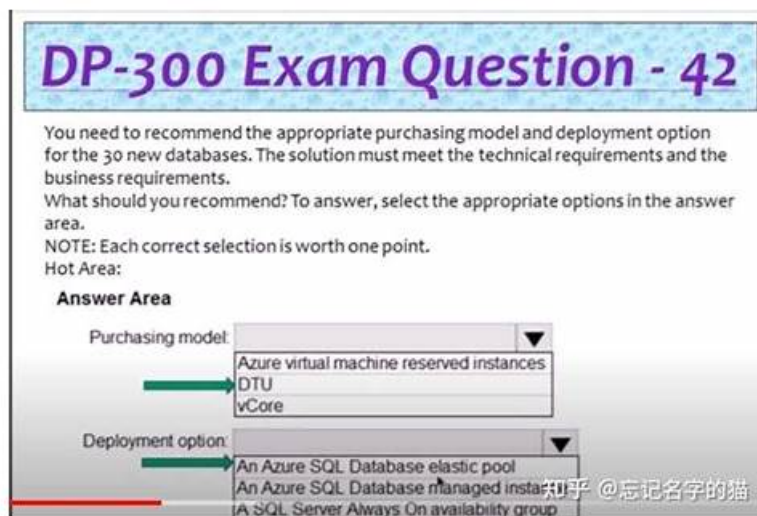 DP-300 Exam Question - 42
You need to recommend the appropriate purchasing model and deployment option
for the 30 new databases. The solution must meet the technical requirements and the
business requirements.
What should you recommend? To answer, select the appropriate options in the answer
area.
NOTE: Each correct selection is worth one point.
Hot Area:
Answer Area
Purchasing model:
Azure virtual machine reserved instances
DTU
vCore
Deployment option:
An Azure SQL Database elastic pool
An Azure SQL Database managed
A SQL Server Always On availability group
知乎 @忘记名字的猫